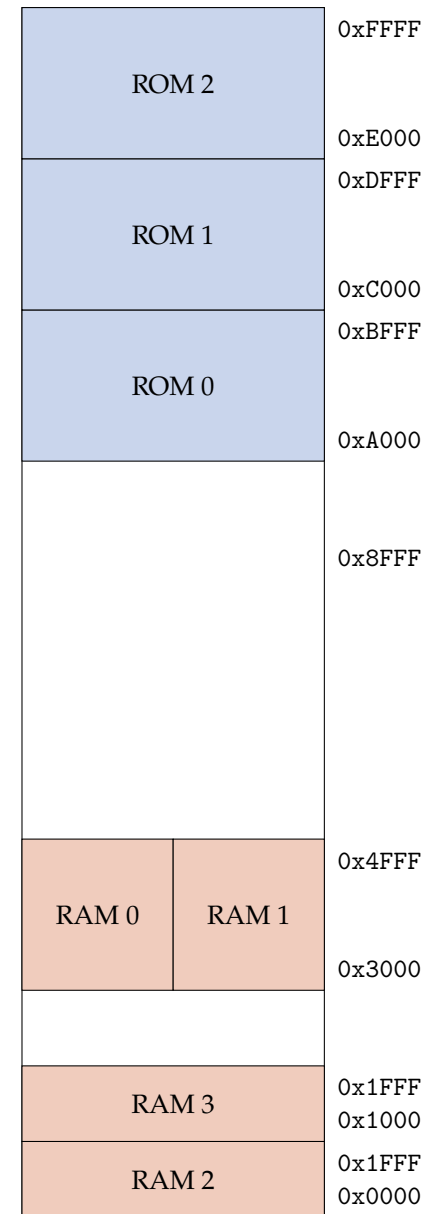 0xFFFF
ROM 2
0xE000
0xDFFF
ROM 1
0xC000
0xBFFF
ROM 0
0xA000
0x8FFF
0x4FFF
RAM 0 RAM 1
0x3000
0x1FFF
RAM 3
0x1000
0x1FFF
RAM 2
0x0000